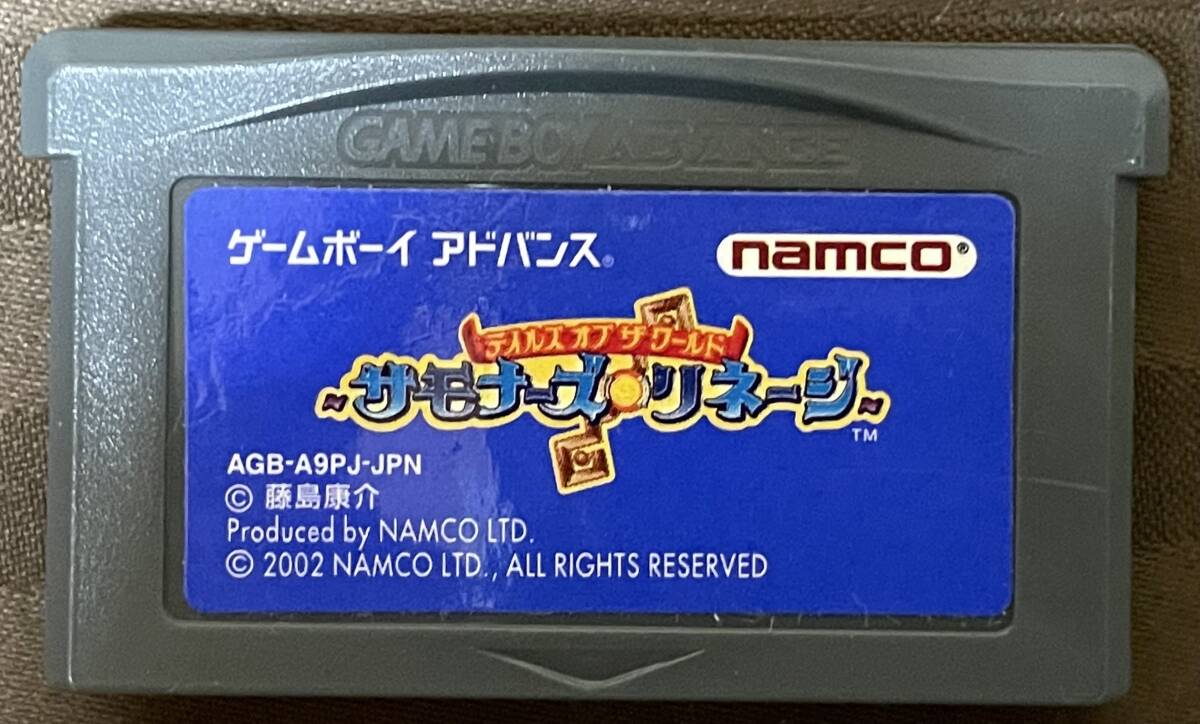 GAME BOY ADVANCE
ゲームボーイ アドバンス®
namco®
テイルズ オブ ザ ワールド
~サモナーズ・リネージ~
TM
AGB-A9PJ-JPN
© 藤島康介
Produced by NAMCO LTD.
© 2002 NAMCO LTD., ALL RIGHTS RESERVED